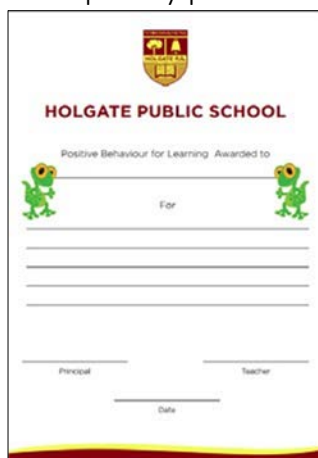 HOLGATE P.S.
HOLGATE PUBLIC SCHOOL
Positive Behaviour for Learning Awarded to
For
Principal
Teacher
Date